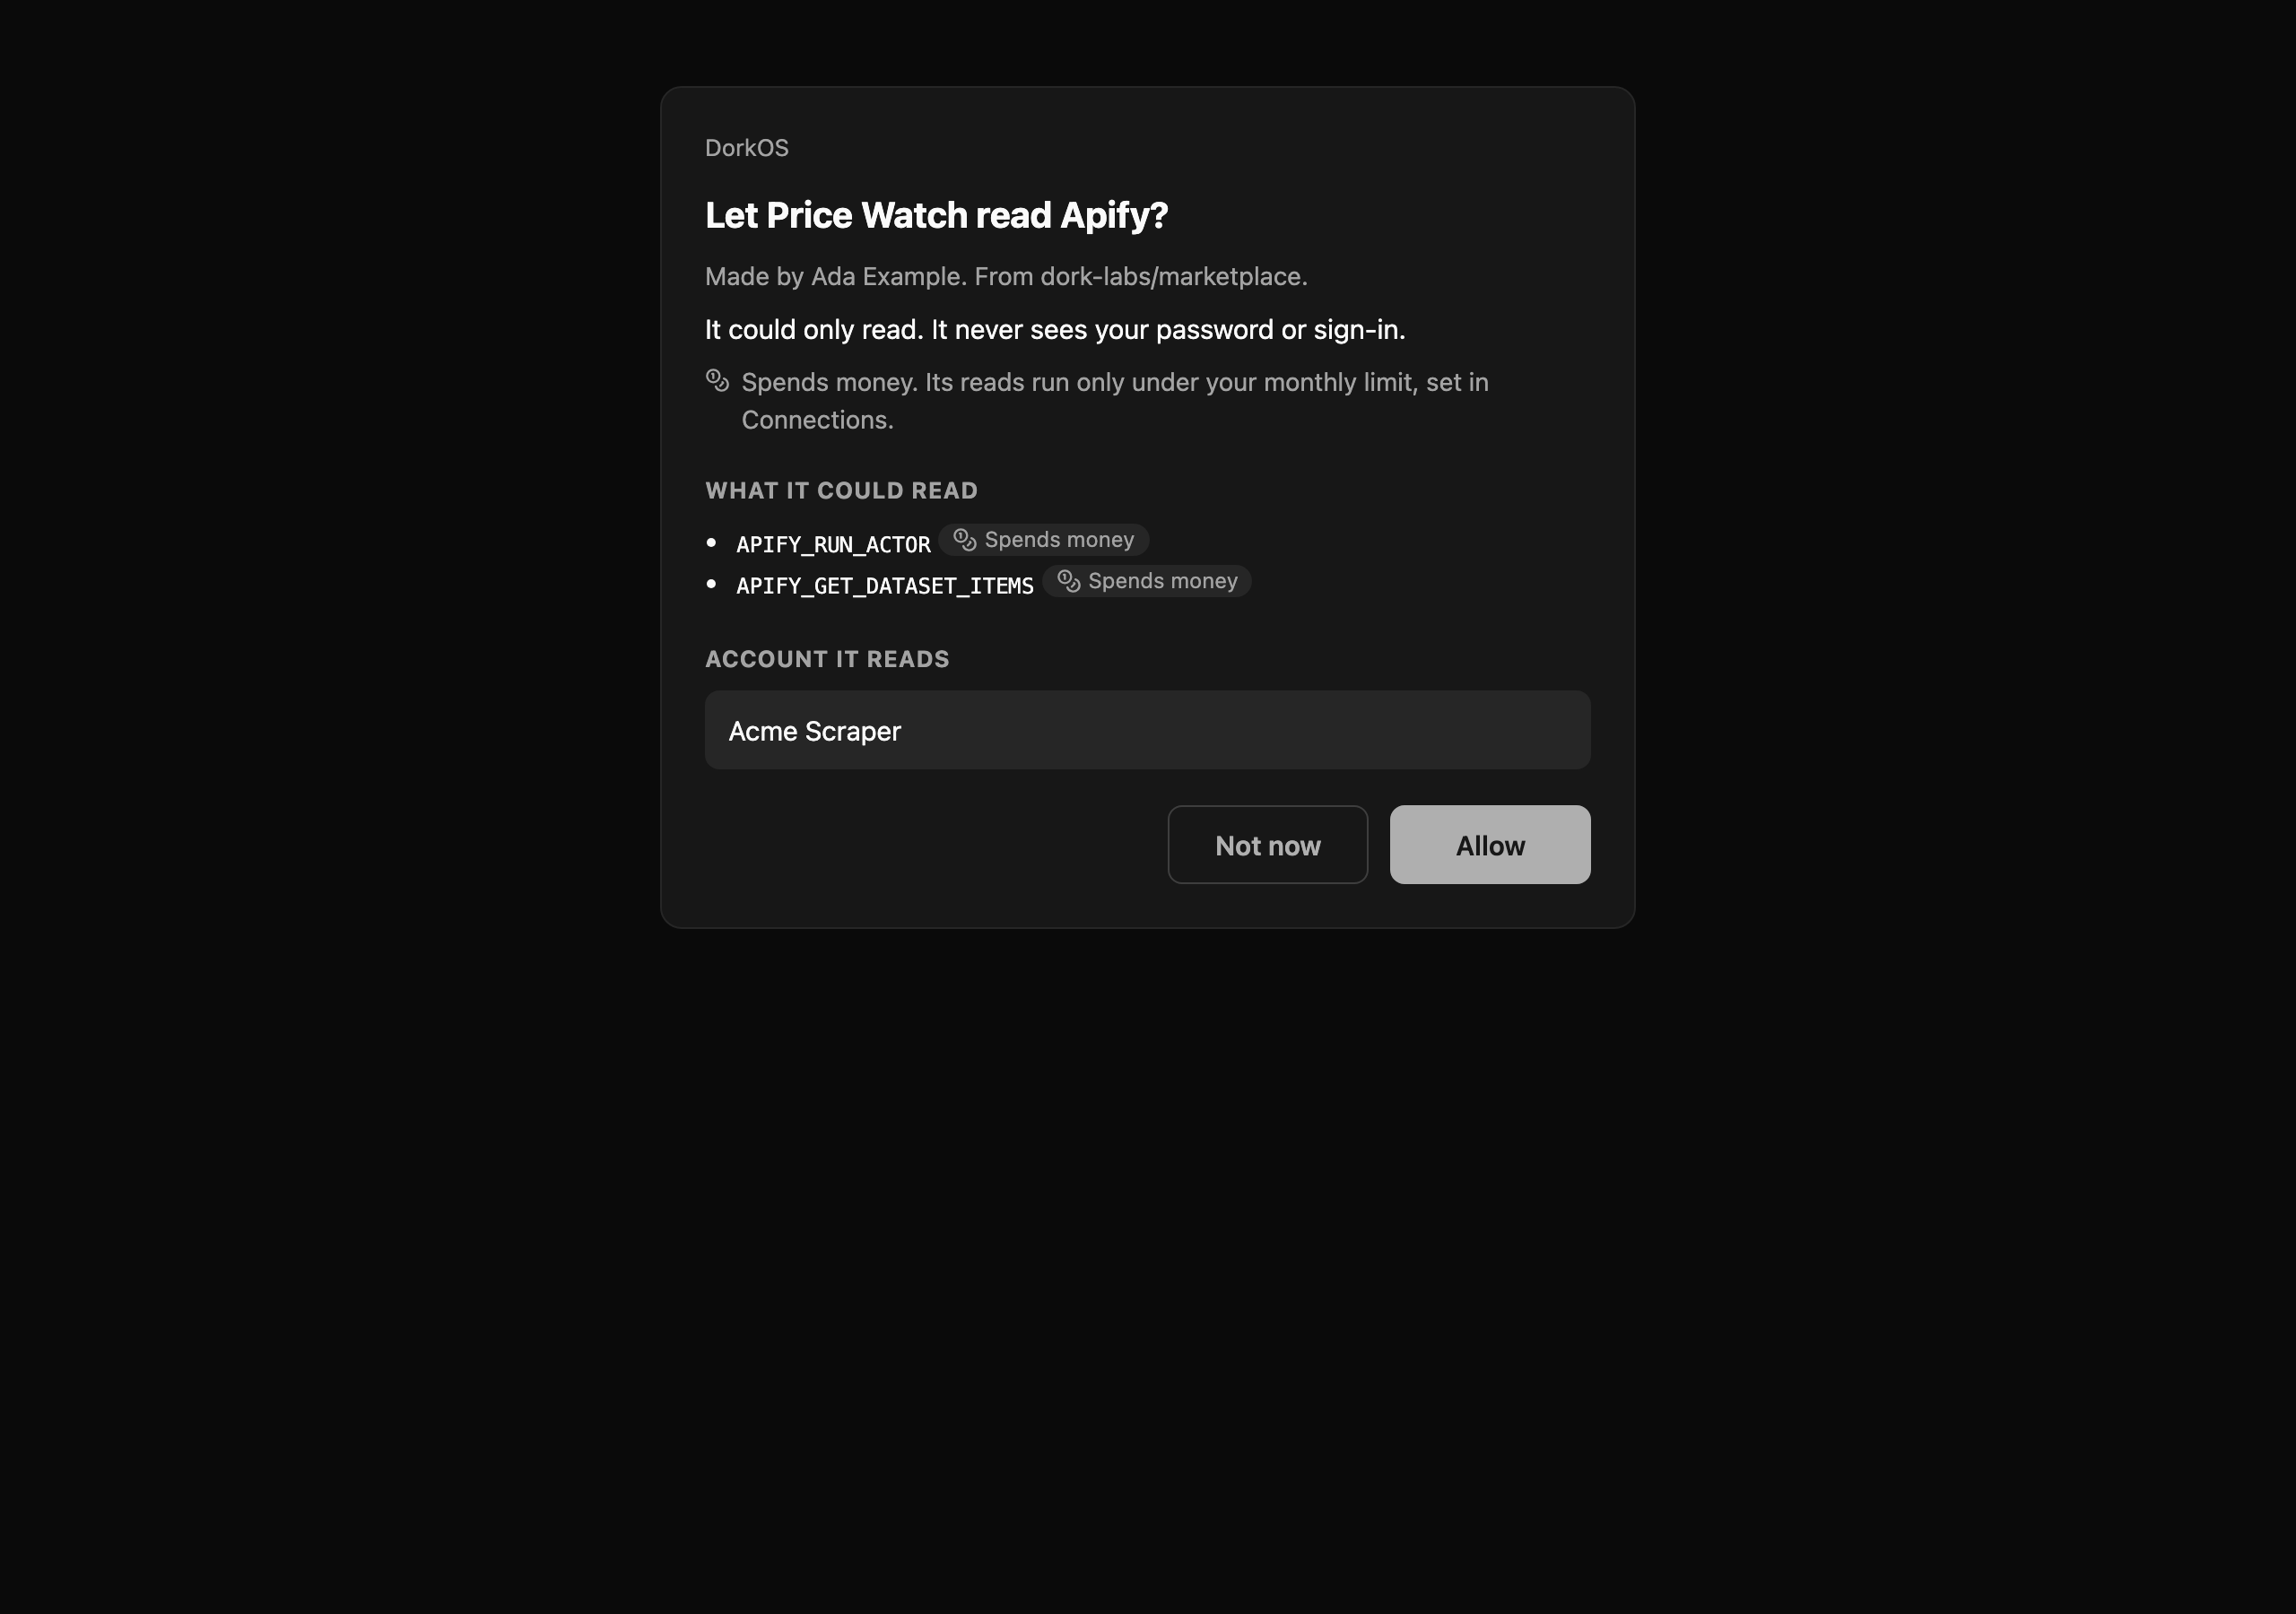 DorkOS
Let Price Watch read Apify?
Made by Ada Example. From dork-labs/marketplace.
It could only read. It never sees your password or sign-in.
Spends money. Its reads run only under your monthly limit, set in
Connections.
WHAT IT COULD READ
• APIFY_RUN_ACTOR Spends money
• APIFY_GET_DATASET_ITEMS Spends money
ACCOUNT IT READS
Acme Scraper
Not now Allow